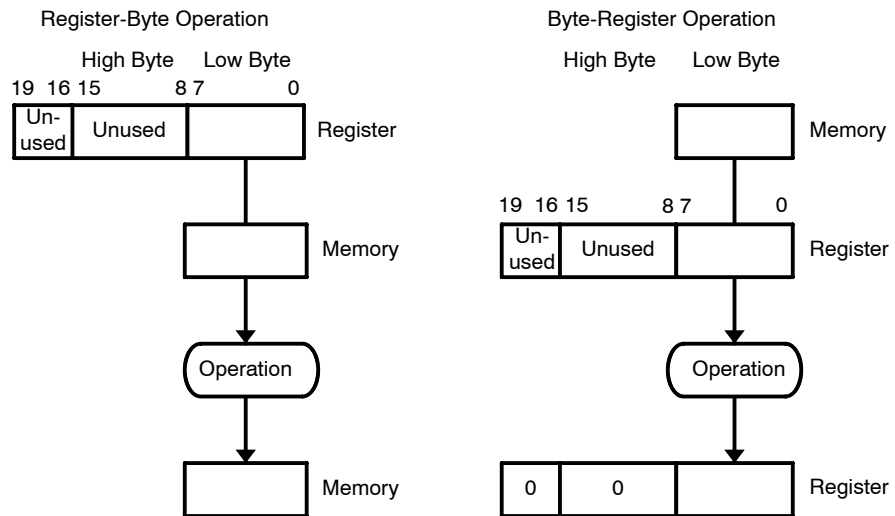 Register-Byte Operation
High Byte Low Byte
19 16 15 8 7 0
Un-
used
Unused
Register
Memory
Operation
Memory
Byte-Register Operation
High Byte Low Byte
Memory
19 16 15 8 7 0
Un-
used
Unused
Register
Operation
0 0 Register